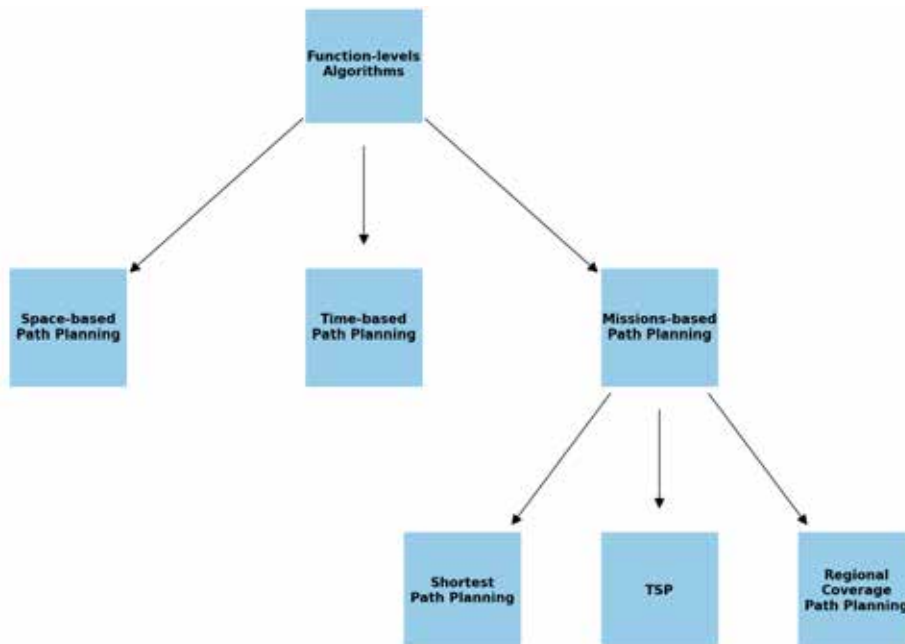 Function-levels
Algorithms
Space-based
Path Planning
Time-based
Path Planning
Missions-based
Path Planning
Shortest
Path Planning
TSP
Regional
Coverage
Path Planning